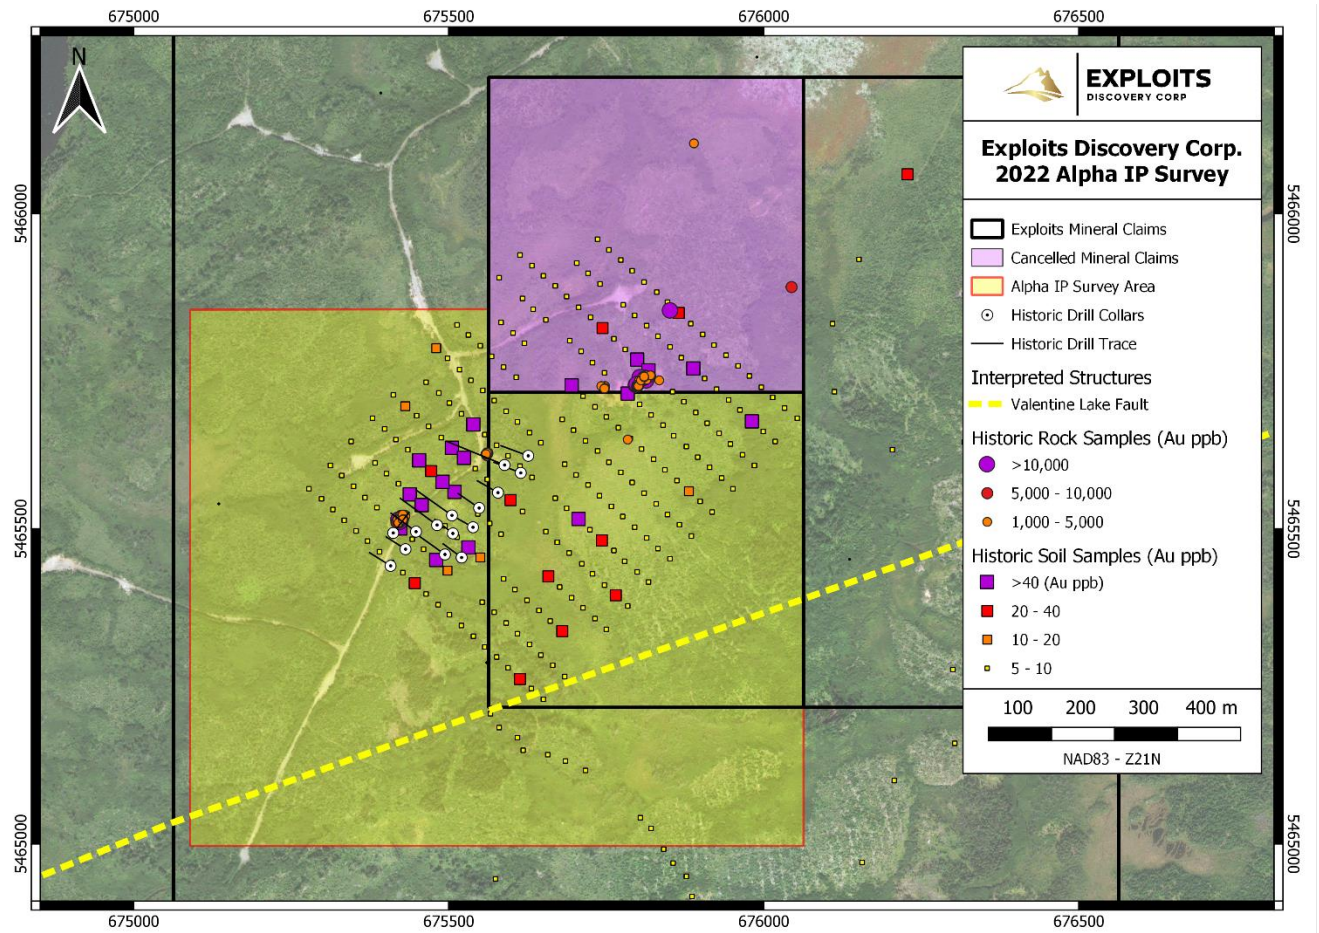 675000
675500
676000
676500
N
EXPLOITS
DISCOVERY CORP
Exploits Discovery Corp.
2022 Alpha IP Survey
5466000
5466000
Exploits Mineral Claims
Cancelled Mineral Claims
Alpha IP Survey Area
Historic Drill Collars
Historic Drill Trace
Interpreted Structures
Valentine Lake Fault
Historic Rock Samples (Au ppb)
>10,000
5,000 - 10,000
1,000 - 5,000
5465500
5465500
Historic Soil Samples (Au ppb)
>40 (Au ppb)
20 - 40
10 - 20
5 - 10
100 200 300 400 m
NAD83 - Z21N
5465000
5465000
675000
675500
676000
676500